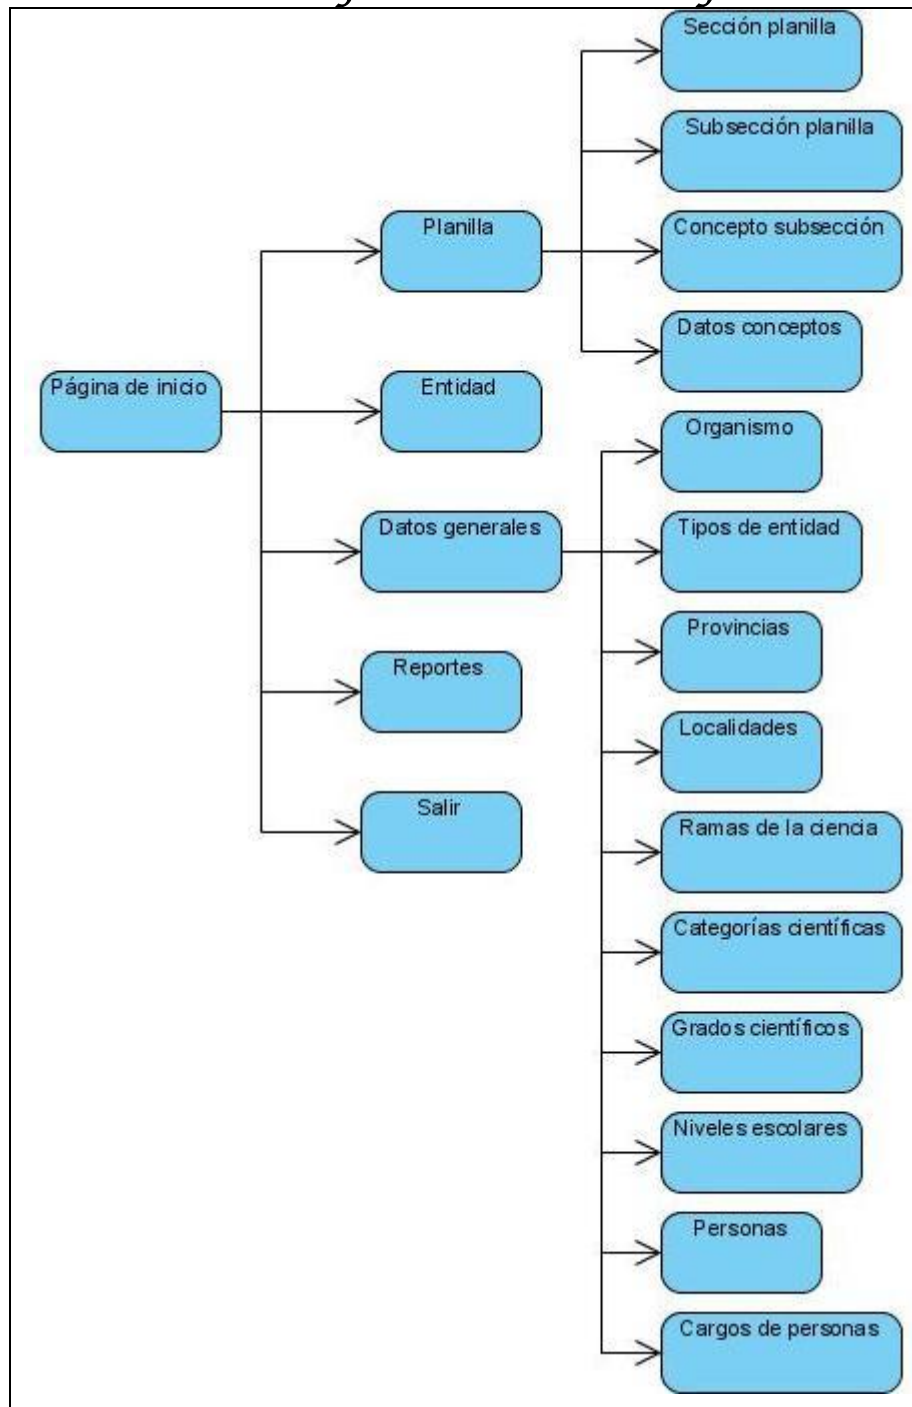 Sección planilla
Subsección planilla
Planilla
Concepto subsección
Datos conceptos
Página de inicio
Entidad
Organismo
Datos generales
Tipos de entidad
Provincias
Reportes
Localidades
Salir
Ramas de la ciencia
Categorías científicas
Grados científicos
Niveles escolares
Personas
Cargos de personas